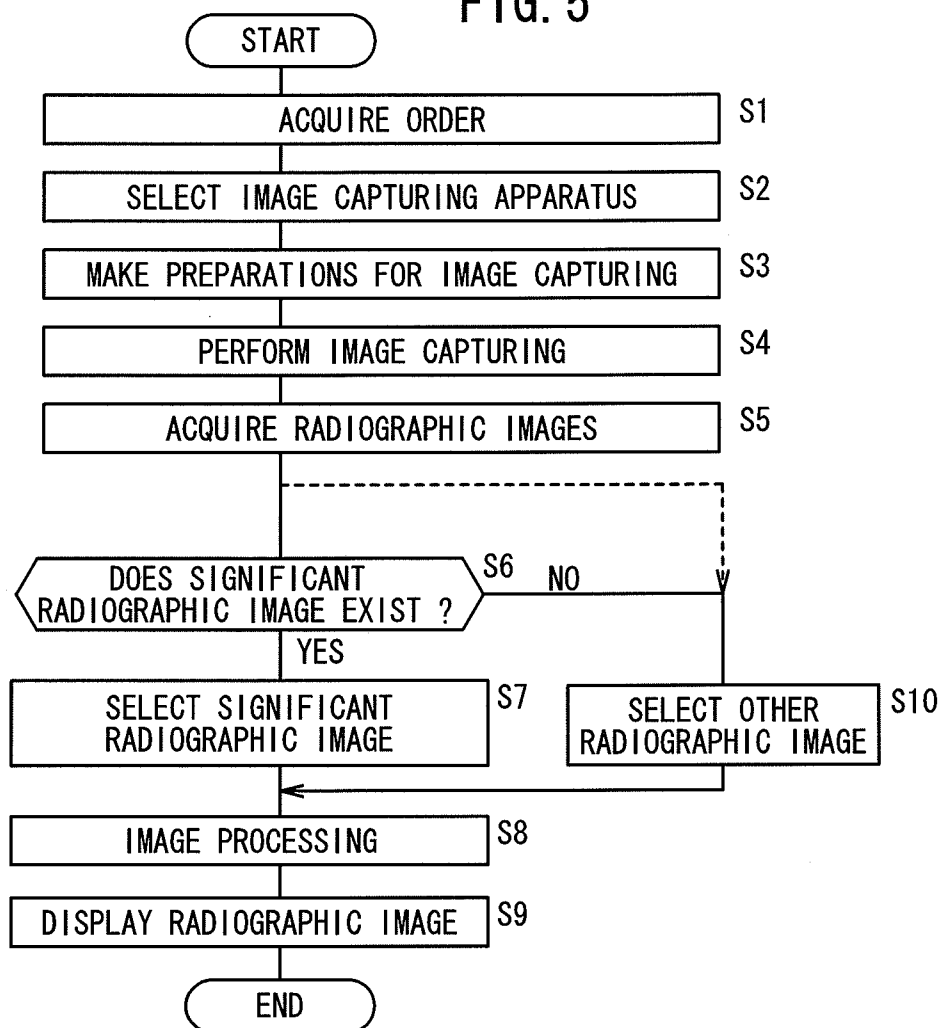 FIG. 5
START
ACQUIRE ORDER S1
SELECT IMAGE CAPTURING APPARATUS S2
MAKE PREPARATIONS FOR IMAGE CAPTURING S3
PERFORM IMAGE CAPTURING S4
ACQUIRE RADIOGRAPHIC IMAGES S5
DOES SIGNIFICANT
RADIOGRAPHIC IMAGE EXIST ?
S6
NO
YES
SELECT SIGNIFICANT
RADIOGRAPHIC IMAGE
S7
SELECT OTHER
RADIOGRAPHIC IMAGE
S10
IMAGE PROCESSING S8
DISPLAY RADIOGRAPHIC IMAGE S9
END